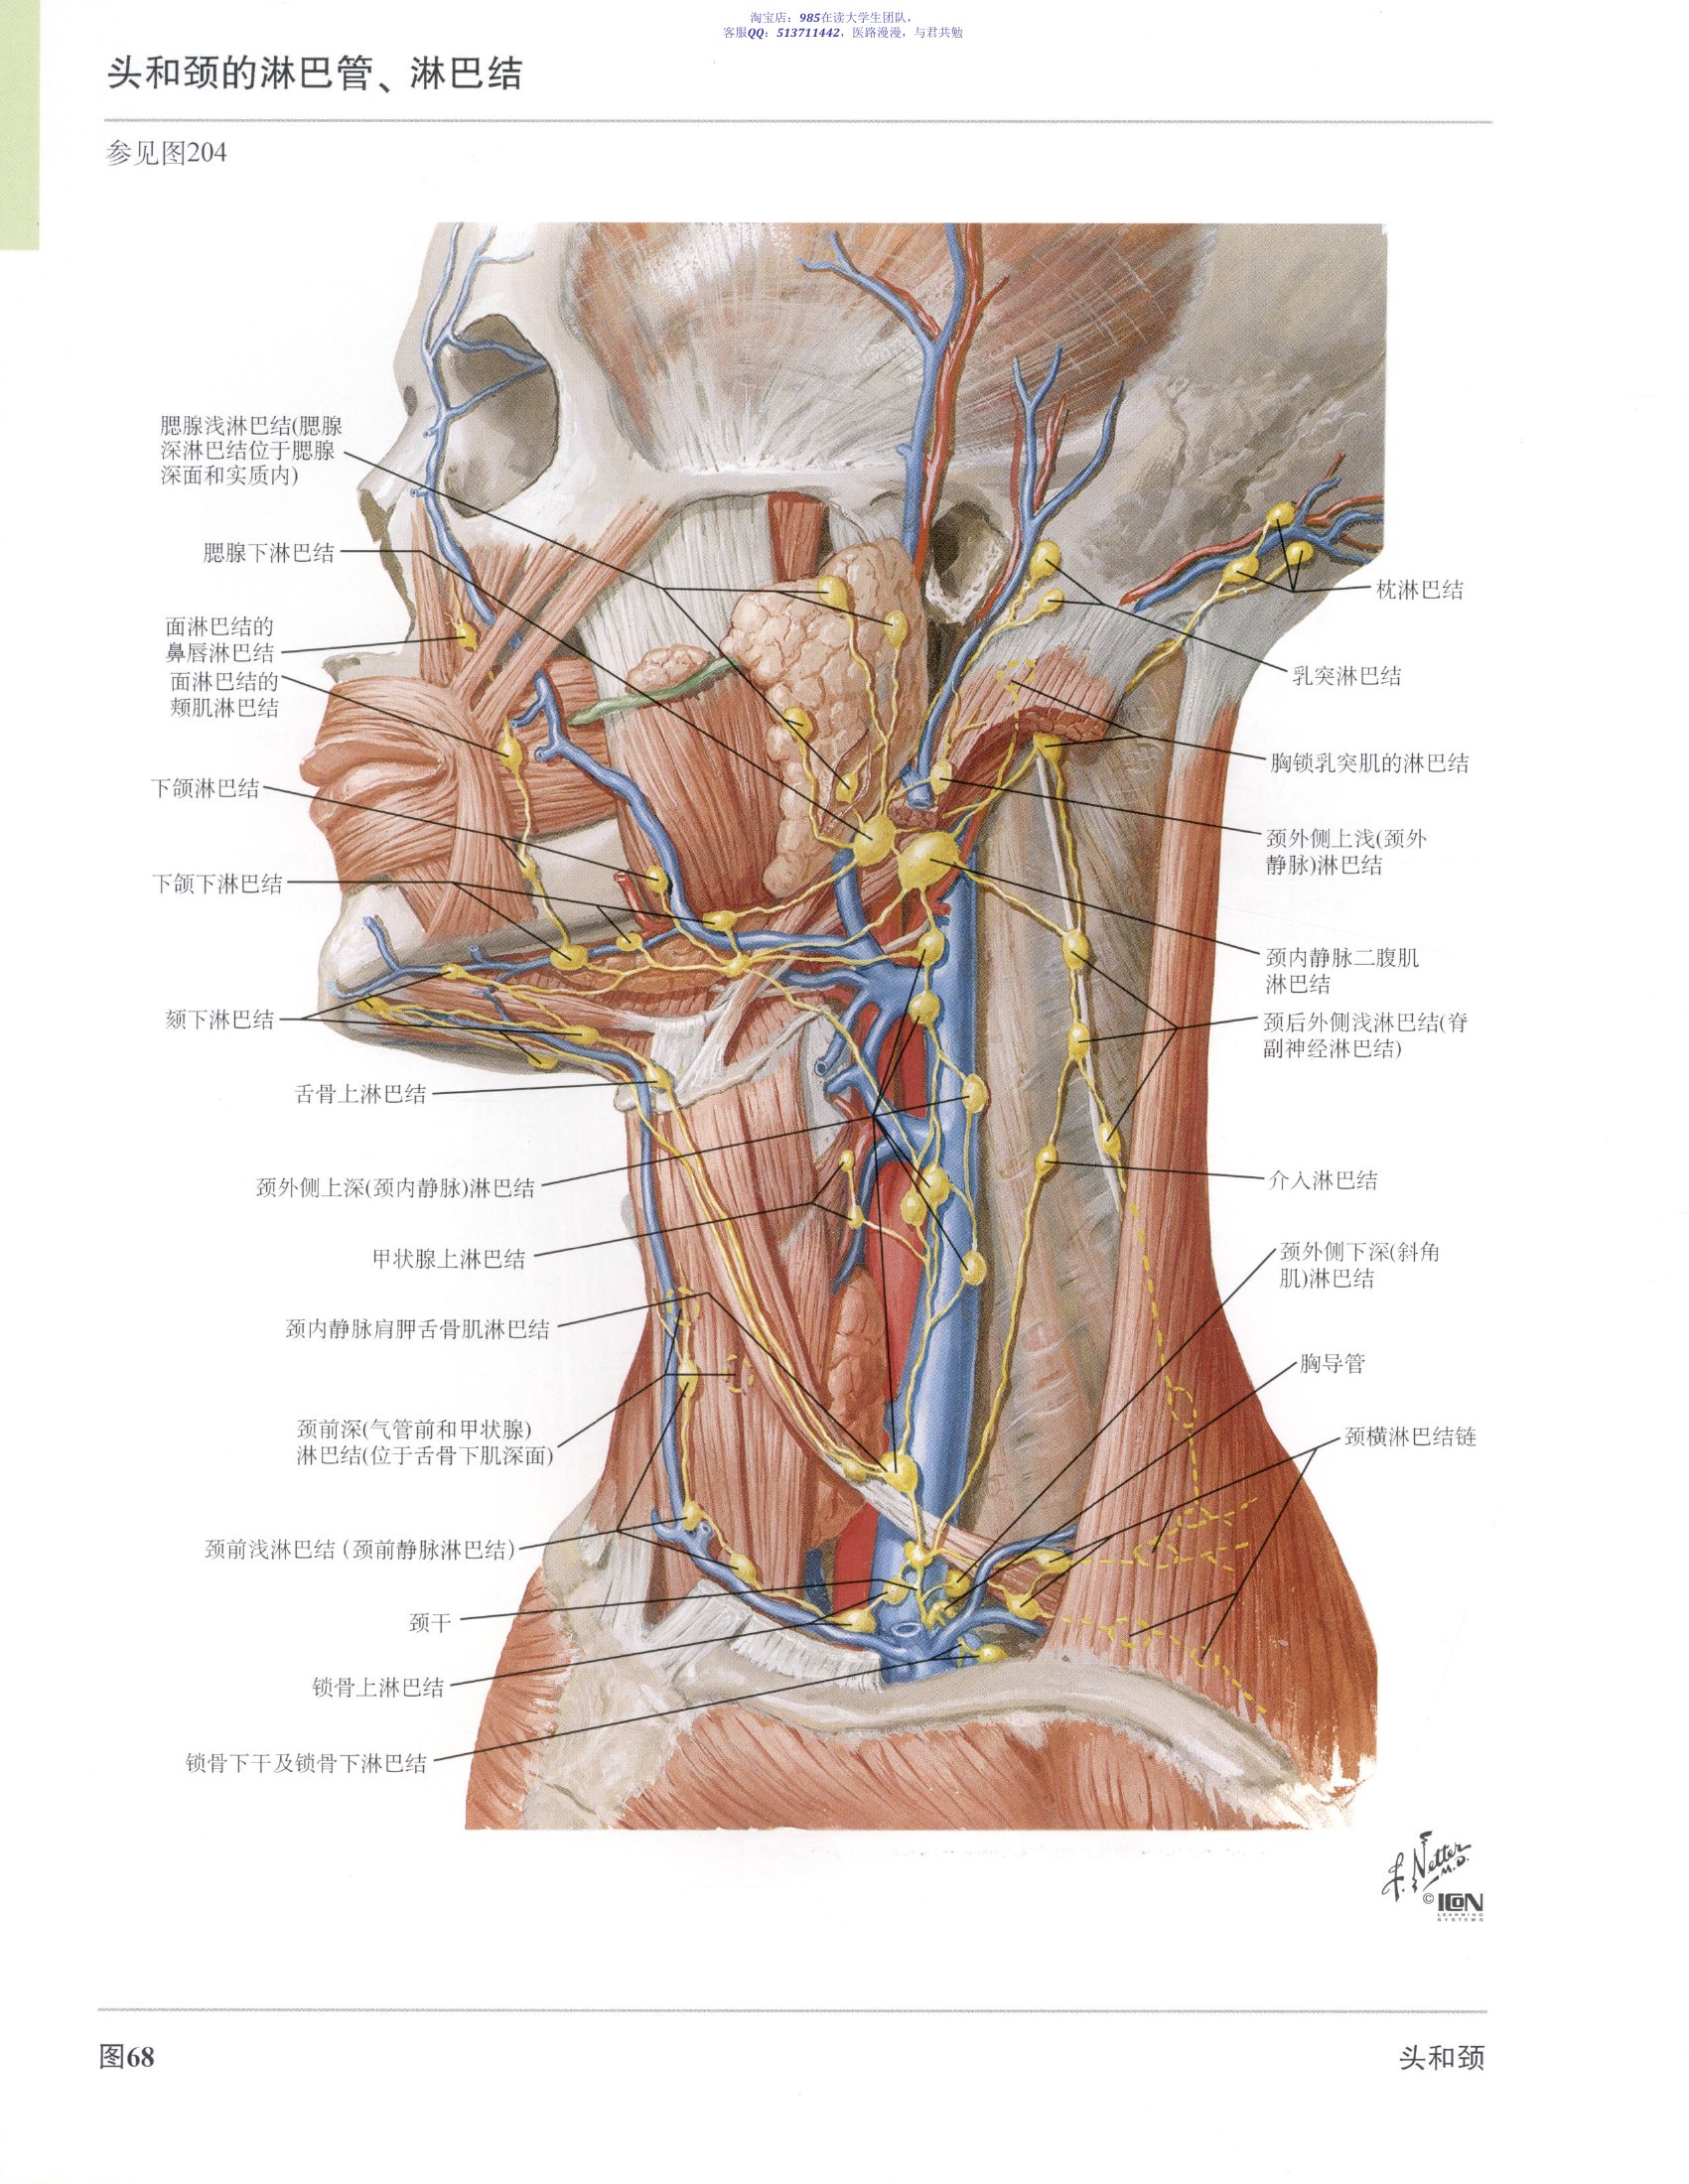 淘宝店：985在读大学生团队，
客服QQ：513711442，医路漫漫，与君共勉
头和颈的淋巴管、淋巴结
参见图204
腮腺浅淋巴结(腮腺
深淋巴结位于腮腺
深面和实质内)
腮腺下淋巴结
面淋巴结的
鼻唇淋巴结
面淋巴结的
颊肌淋巴结
下颌淋巴结
下颌下淋巴结
颏下淋巴结
舌骨上淋巴结
颈外侧上深(颈内静脉)淋巴结
甲状腺上淋巴结
颈内静脉肩胛舌骨肌淋巴结
颈前深(气管前和甲状腺)
淋巴结(位于舌骨下肌深面)
颈前浅淋巴结(颈前静脉淋巴结)
颈干
锁骨上淋巴结
锁骨下干及锁骨下淋巴结
枕淋巴结
乳突淋巴结
胸锁乳突肌的淋巴结
颈外侧上浅(颈外
静脉)淋巴结
颈内静脉二腹肌
淋巴结
颈后外侧浅淋巴结(脊
副神经淋巴结)
介入淋巴结
颈外侧下深(斜角
肌)淋巴结
胸导管
颈横淋巴结链
F. Netter M.D.
© ICON
LEARNING
SYSTEMS
图68
头和颈